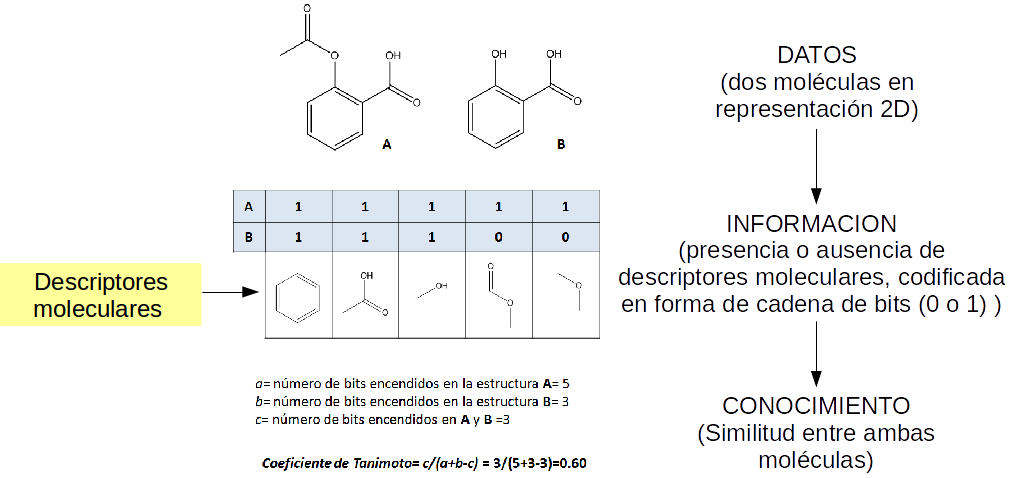 O
O
OH
O
A
OH
OH
O
B
DATOS
(dos moléculas en
representación 2D)
A 1 1 1 1 1
B 1 1 1 0 0
OH
O
OH
O
O
O
Descriptores
moleculares
INFORMACION
(presencia o ausencia de
descriptores moleculares, codificada
en forma de cadena de bits (0 o 1) )
a= número de bits encendidos en la estructura A= 5
b= número de bits encendidos en la estructura B= 3
c= número de bits encendidos en A y B =3
Coeficiente de Tanimoto= c/(a+b-c) = 3/(5+3-3)=0.60
CONOCIMIENTO
(Similitud entre ambas
moléculas)